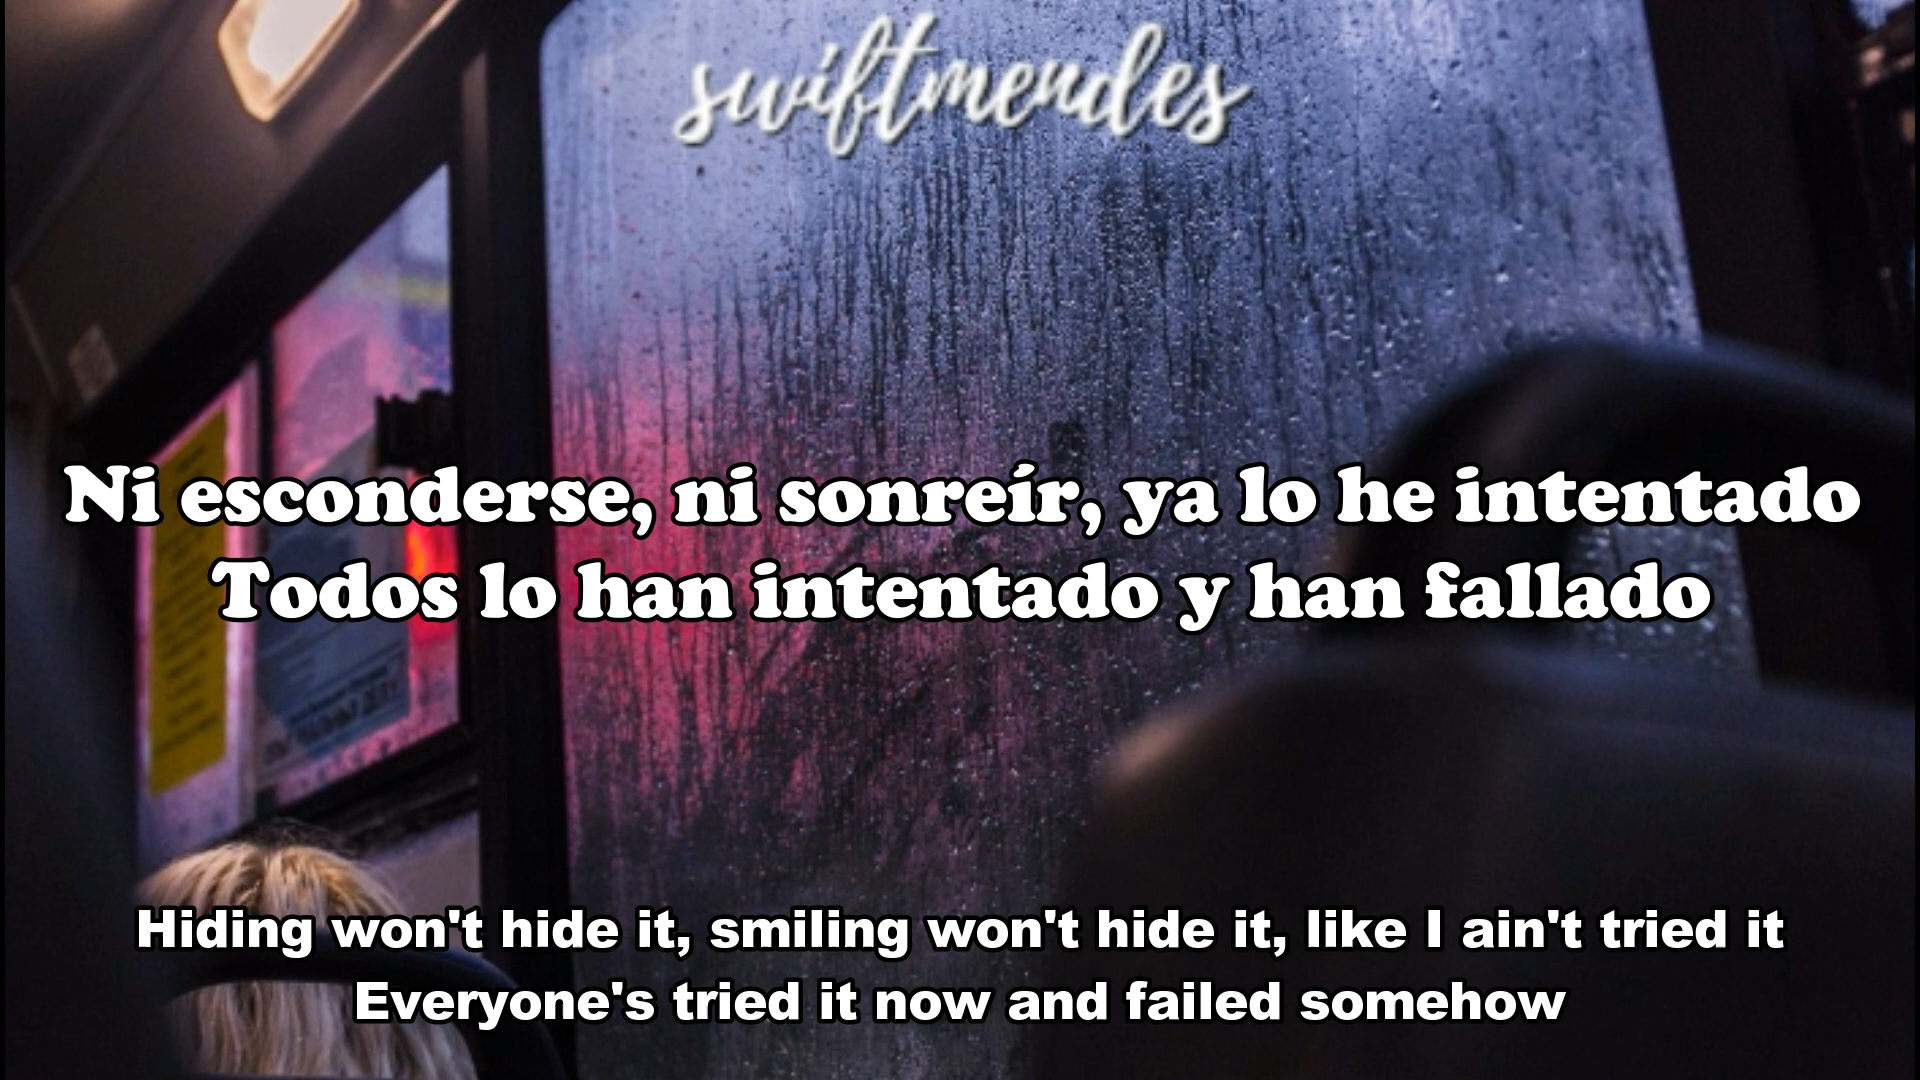 swiftmendes
Ni esconderse, ni sonreír, ya lo he intentado
Todos lo han intentado y han fallado
Hiding won't hide it, smiling won't hide it, like I ain't tried it
Everyone's tried it now and failed somehow